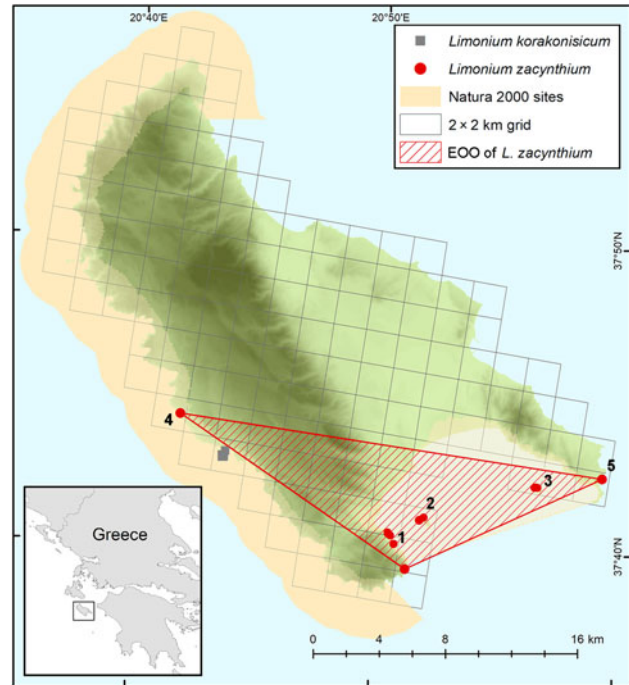 20°40'E
20°50'E
Limonium korakonisicum
Limonium zacynthium
Natura 2000 sites
2 × 2 km grid
EOO of L. zacynthium
37°50'N
4
5
3
2
1
Greece
37°40'N
0 4 8 16 km